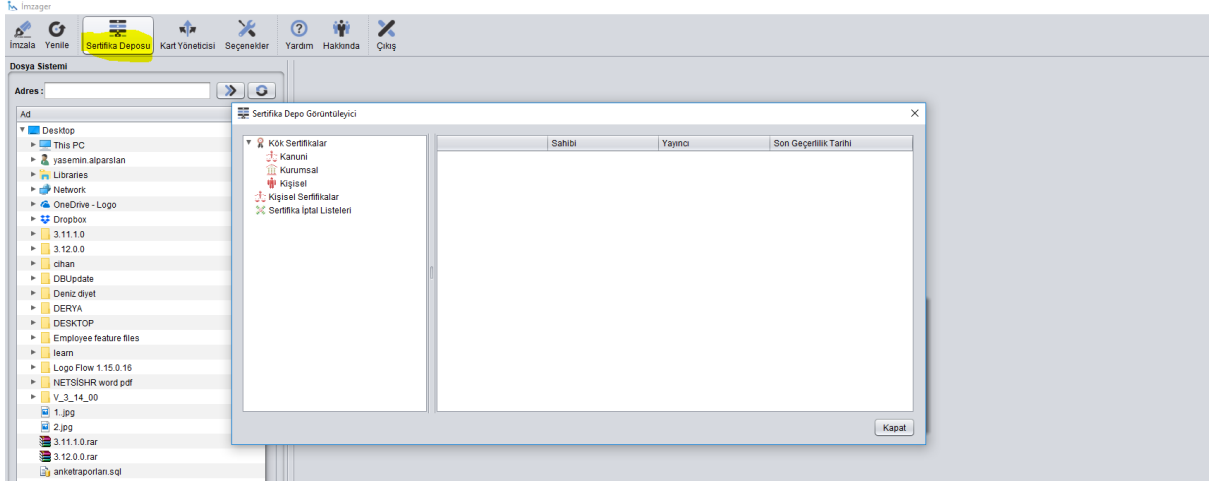 İmzager
İmzala Yenile Sertifika Deposu Kart Yöneticisi Seçenekler Yardım Hakkında Çıkış
Dosya Sistemi
Adres :
Ad
Desktop
This PC
yasemin.alparslan
Libraries
Network
OneDrive - Logo
Dropbox
3.11.1.0
3.12.0.0
cihan
DBUpdate
Deniz diyet
DERYA
DESKTOP
Employee feature files
learn
Logo Flow 1.15.0.16
NETSİSHR word pdf
V_3_14_00
1..jpg
2.jpg
3.11.1.0.rar
3.12.0.0.rar
anketraporları.sql
Sertifika Depo Görüntüleyici
Kök Sertifikalar
Kanuni
Kurumsal
Kişisel
Kişisel Sertifikalar
Sertifika İptal Listeleri
Sahibi Yayıncı Son Geçerlilik Tarihi
Kapat